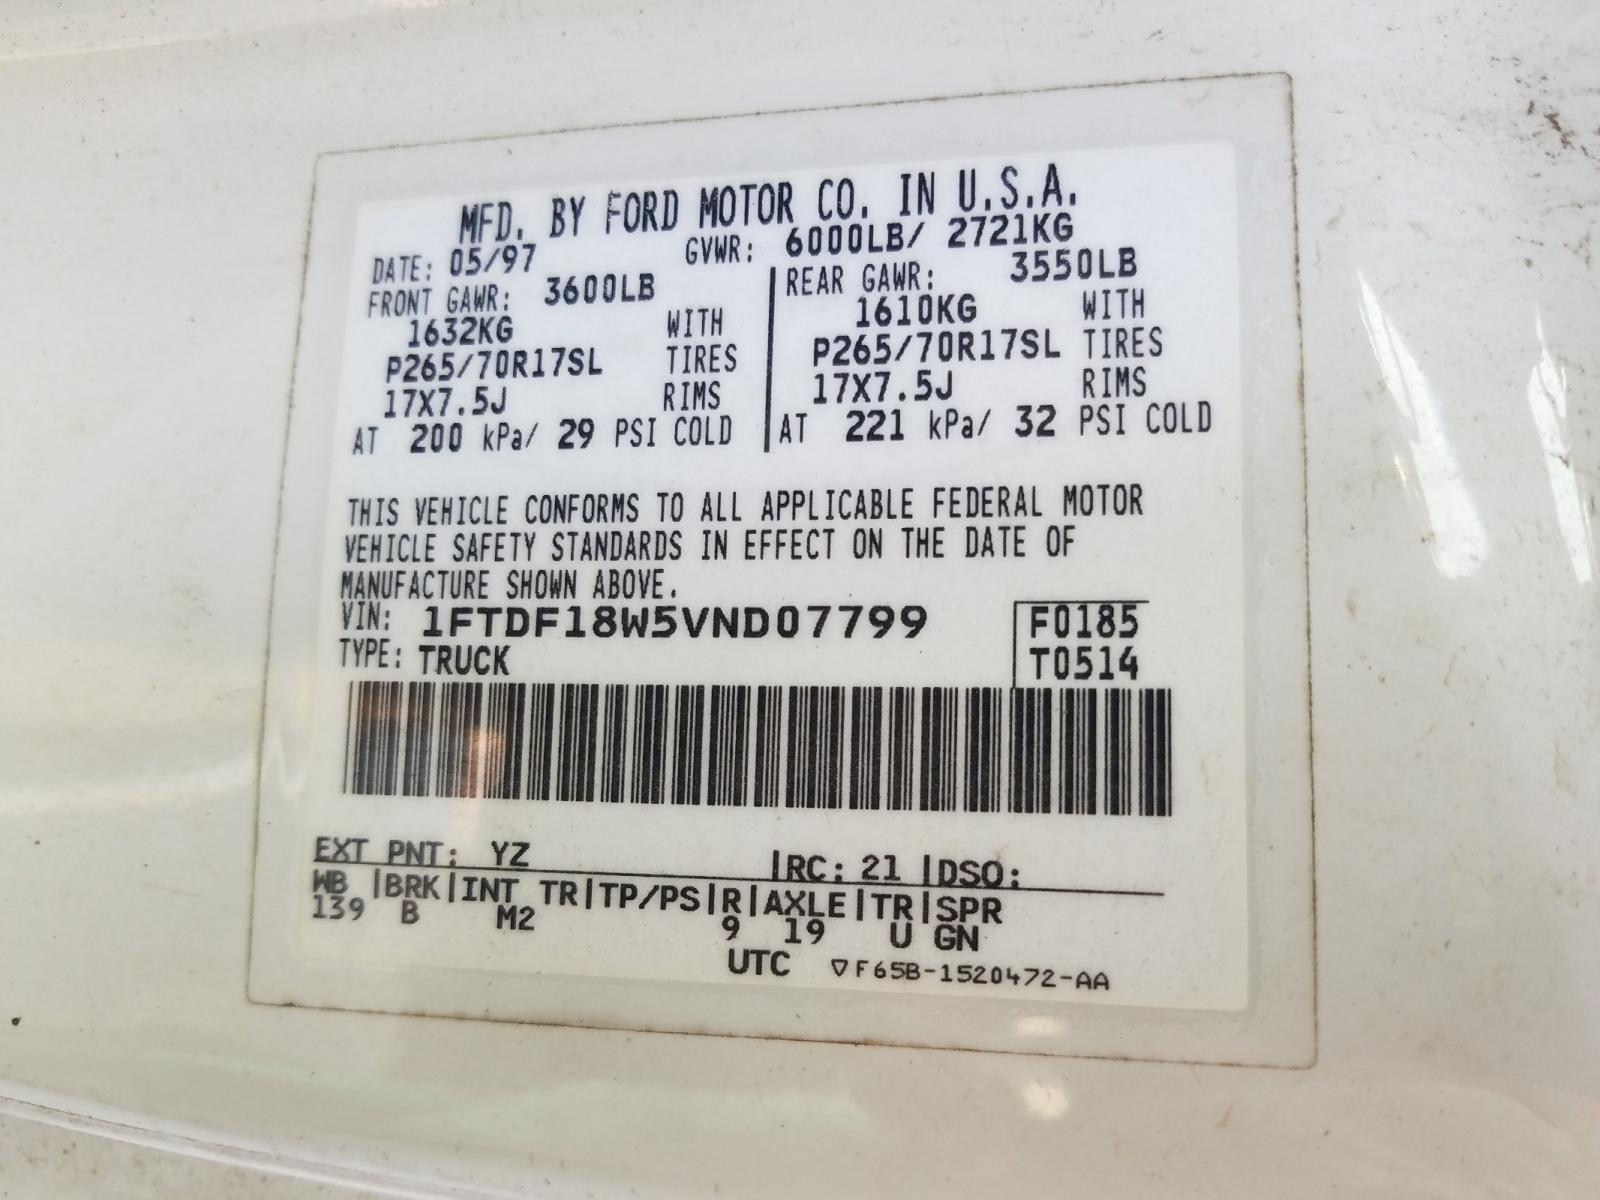 MFD. BY FORD MOTOR CO. IN U.S.A.
DATE: 05/97 GVWR: 6000LB/ 2721KG
FRONT GAWR: 3600LB REAR GAWR: 3550LB
1632KG WITH 1610KG WITH
P265/70R17SL TIRES P265/70R17SL TIRES
17X7.5J RIMS 17X7.5J RIMS
AT 200 kPa/ 29 PSI COLD AT 221 kPa/ 32 PSI COLD
THIS VEHICLE CONFORMS TO ALL APPLICABLE FEDERAL MOTOR
VEHICLE SAFETY STANDARDS IN EFFECT ON THE DATE OF
MANUFACTURE SHOWN ABOVE.
VIN: 1FTDF18W5VND07799 F0185
TYPE: TRUCK T0514
EXT PNT: YZ |RC: 21 |DSO:
WB |BRK|INT TR|TP/PS|R|AXLE|TR|SPR
139 B M2 9 19 U GN
UTC ▽F65B-1520472-AA